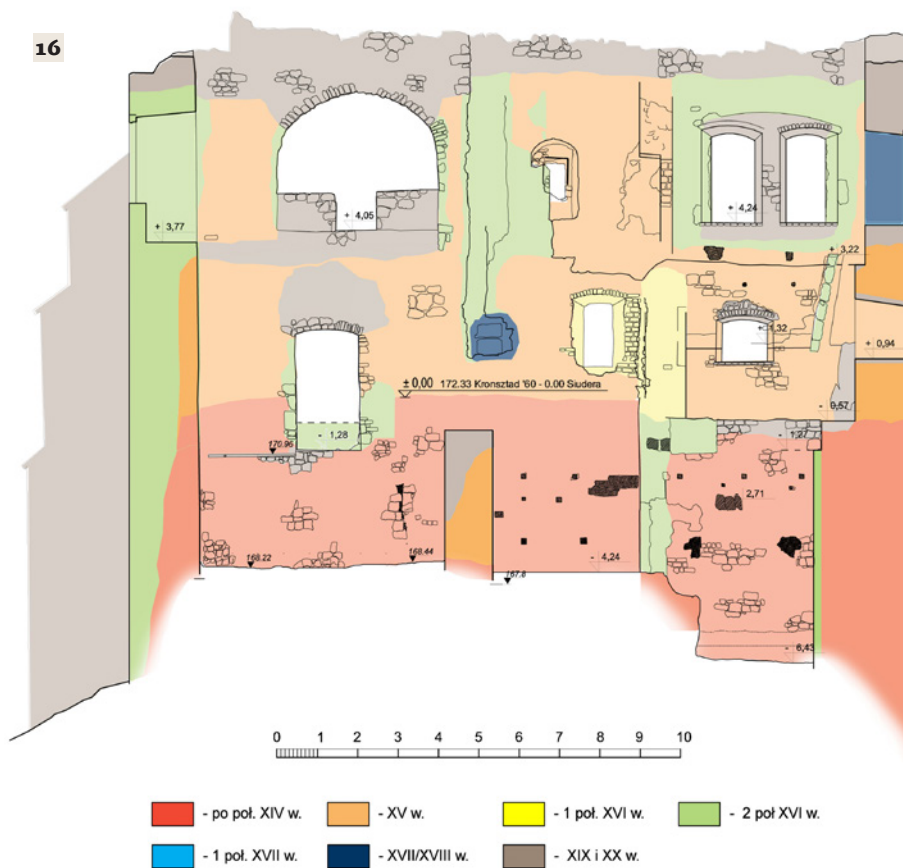 16
+ 4,05
+ 4,24
+ 3,77
+ 3,22
+ 1,32
+ 0,94
± 0,00 172.33 Kronsztad '60 - 0.00 Siudera
- 0,57
- 1,28
- 1,27
170.96
2,71
168.22
168.44
- 4,24
167.8
- 6,43
0 1 2 3 4 5 6 7 8 9 10
- po poł. XIV w.
- XV w.
- 1 poł. XVI w.
- 2 poł XVI w.
- 1 poł. XVII w.
- XVII/XVIII w.
- XIX i XX w.